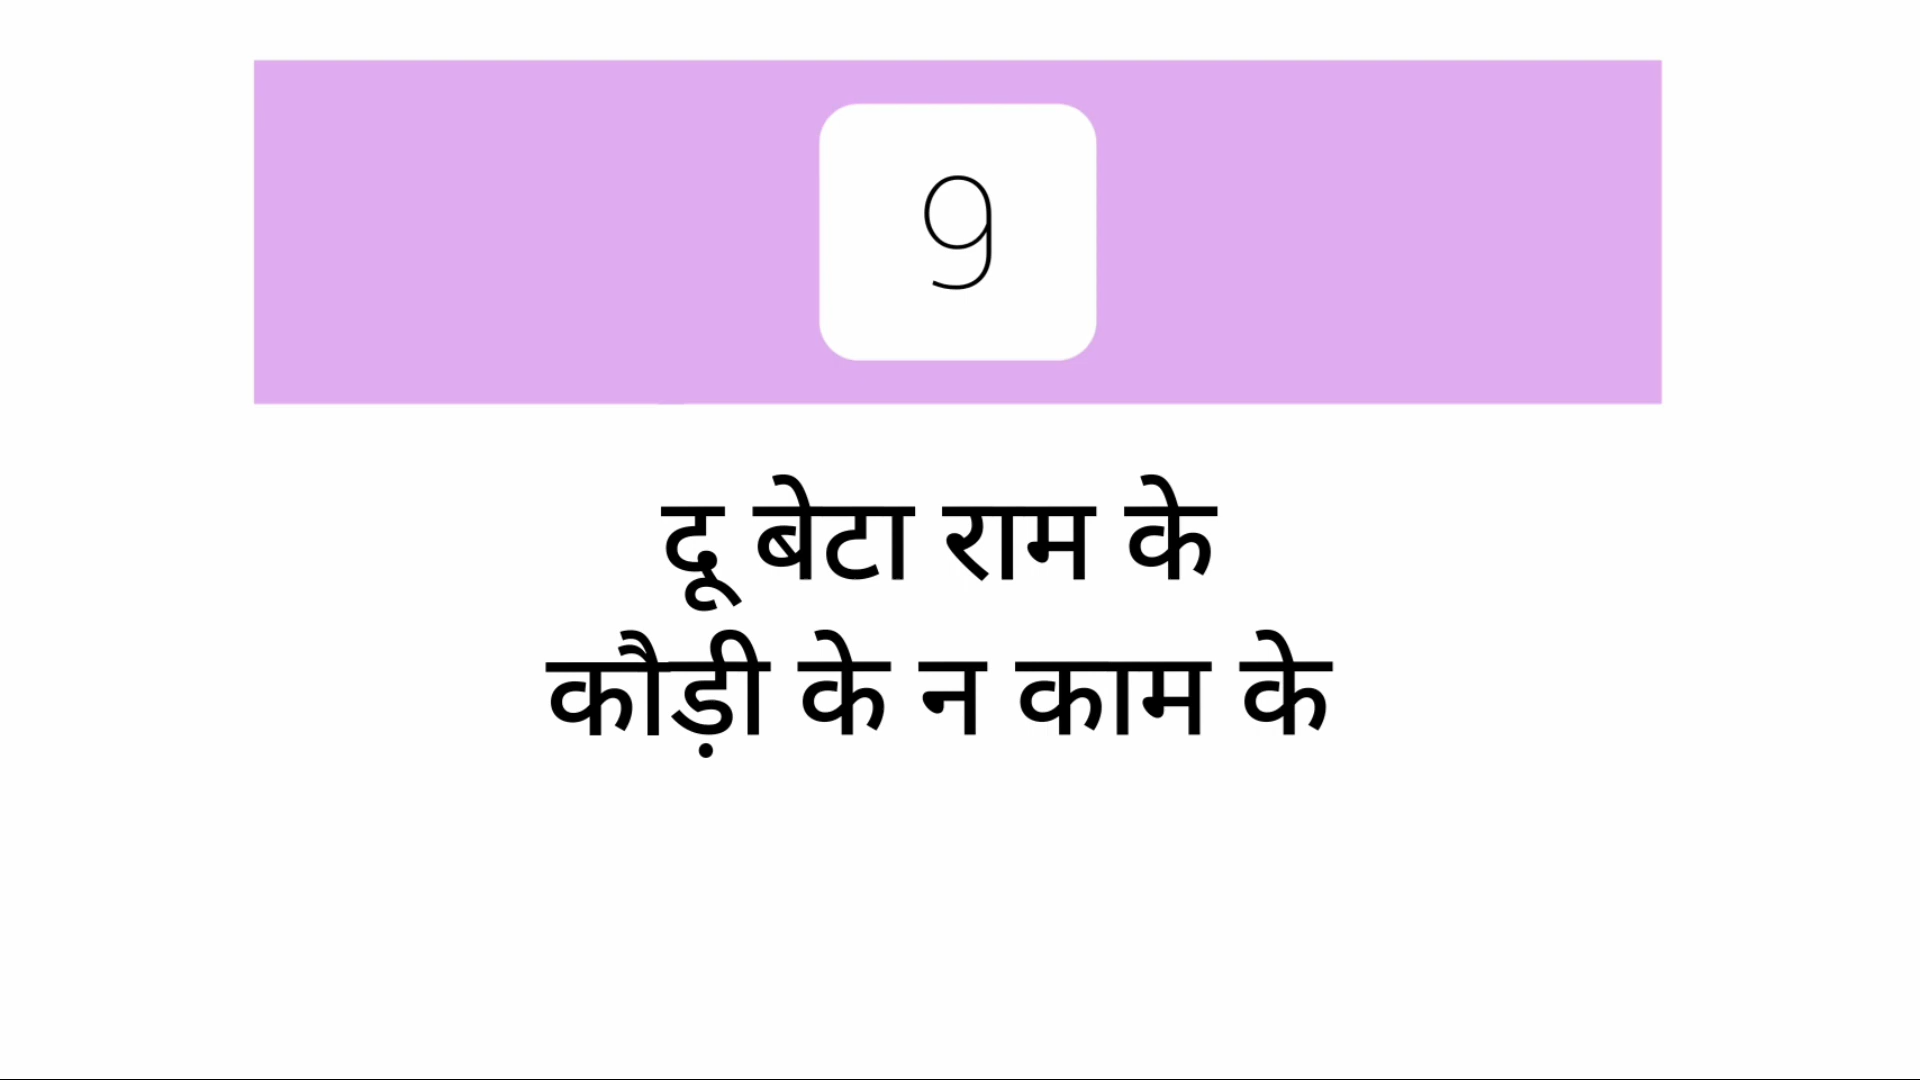 9
दू बेटा राम के
कौड़ी के न काम के